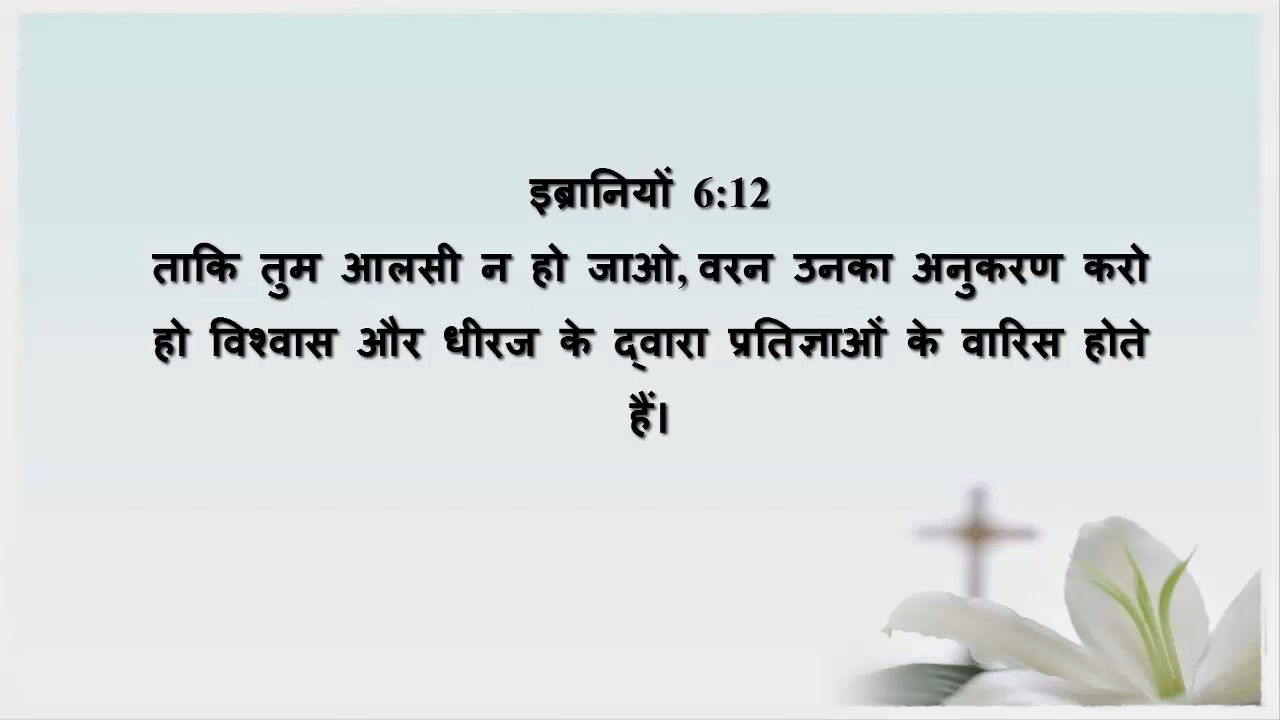 इब्रानियों 6:12
ताकि तुम आलसी न हो जाओ, वरन उनका अनुकरण करो
हो विश्वास और धीरज के द्वारा प्रतिज्ञाओं के वारिस होते
हैं।